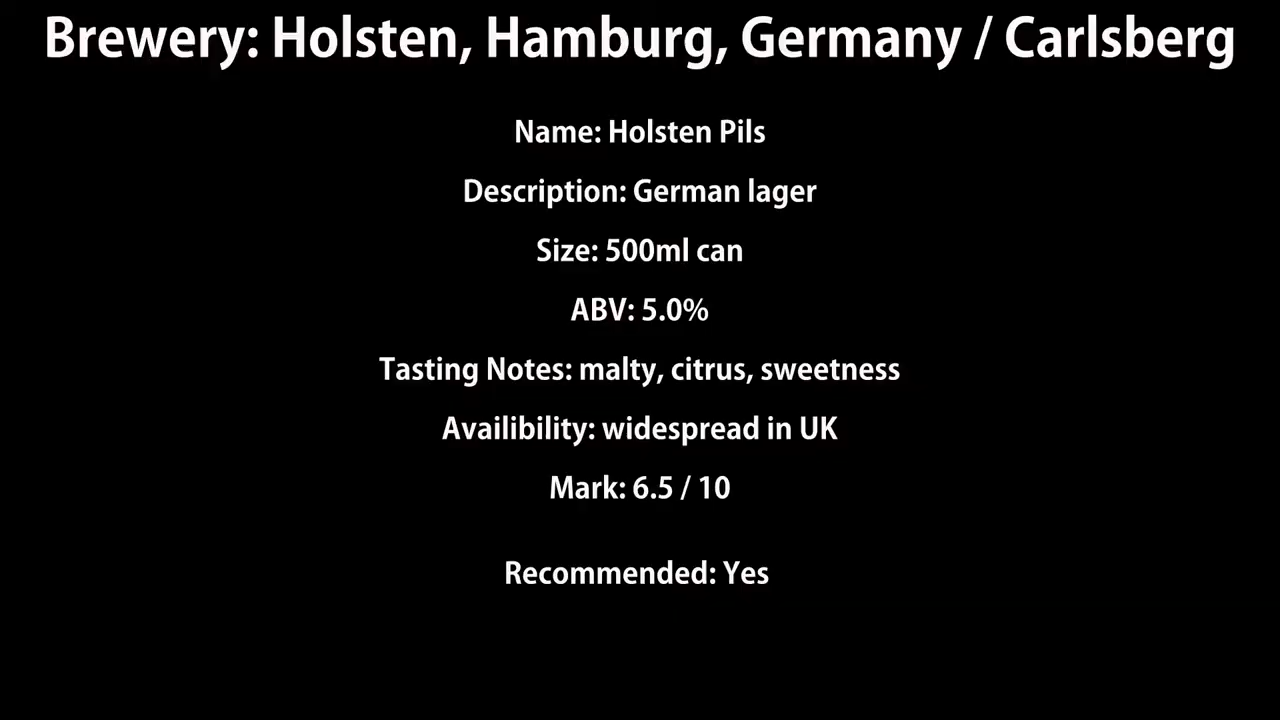 Brewery: Holsten, Hamburg, Germany / Carlsberg
Name: Holsten Pils
Description: German lager
Size: 500ml can
ABV: 5.0%
Tasting Notes: malty, citrus, sweetness
Availibility: widespread in UK
Mark: 6.5 / 10
Recommended: Yes